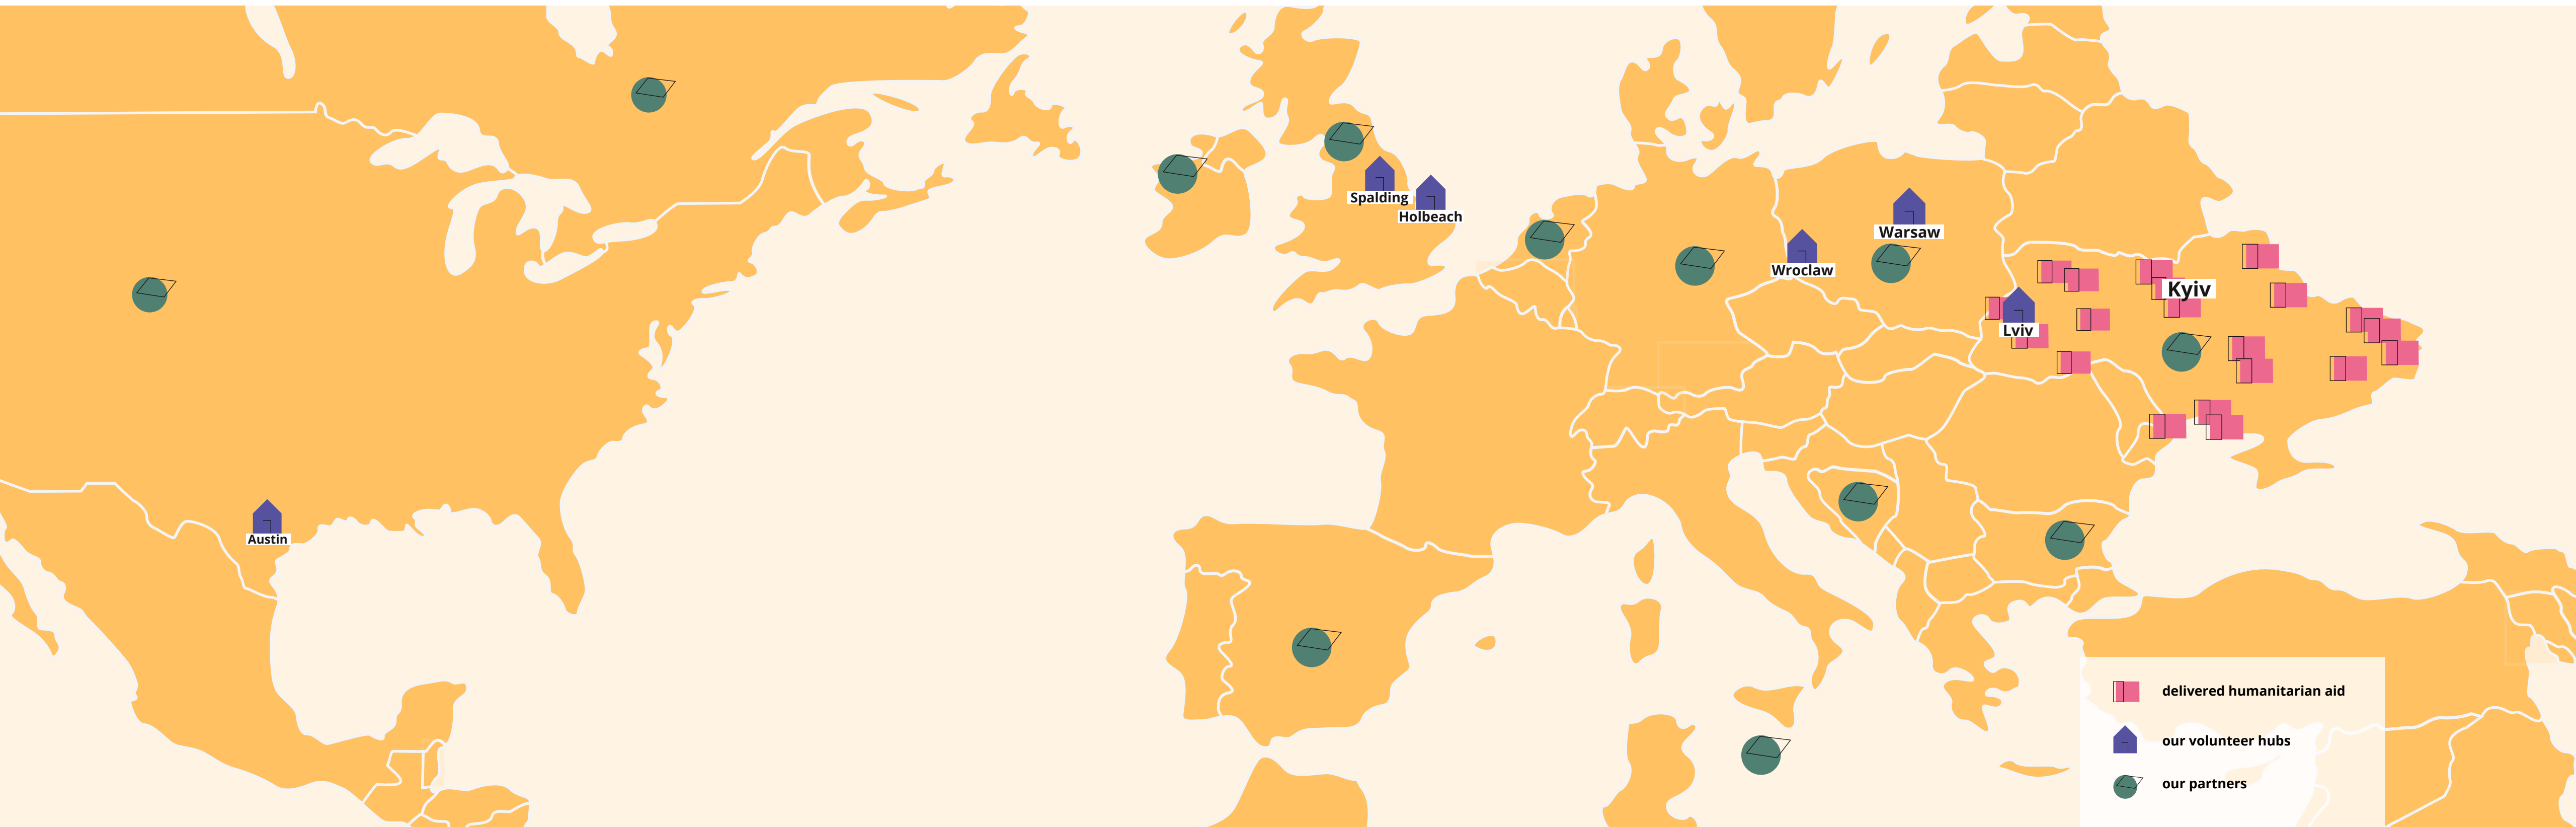 Spalding
Holbeach
Warsaw
Wroclaw
Kyiv
Lviv
Austin
delivered humanitarian aid
our volunteer hubs
our partners